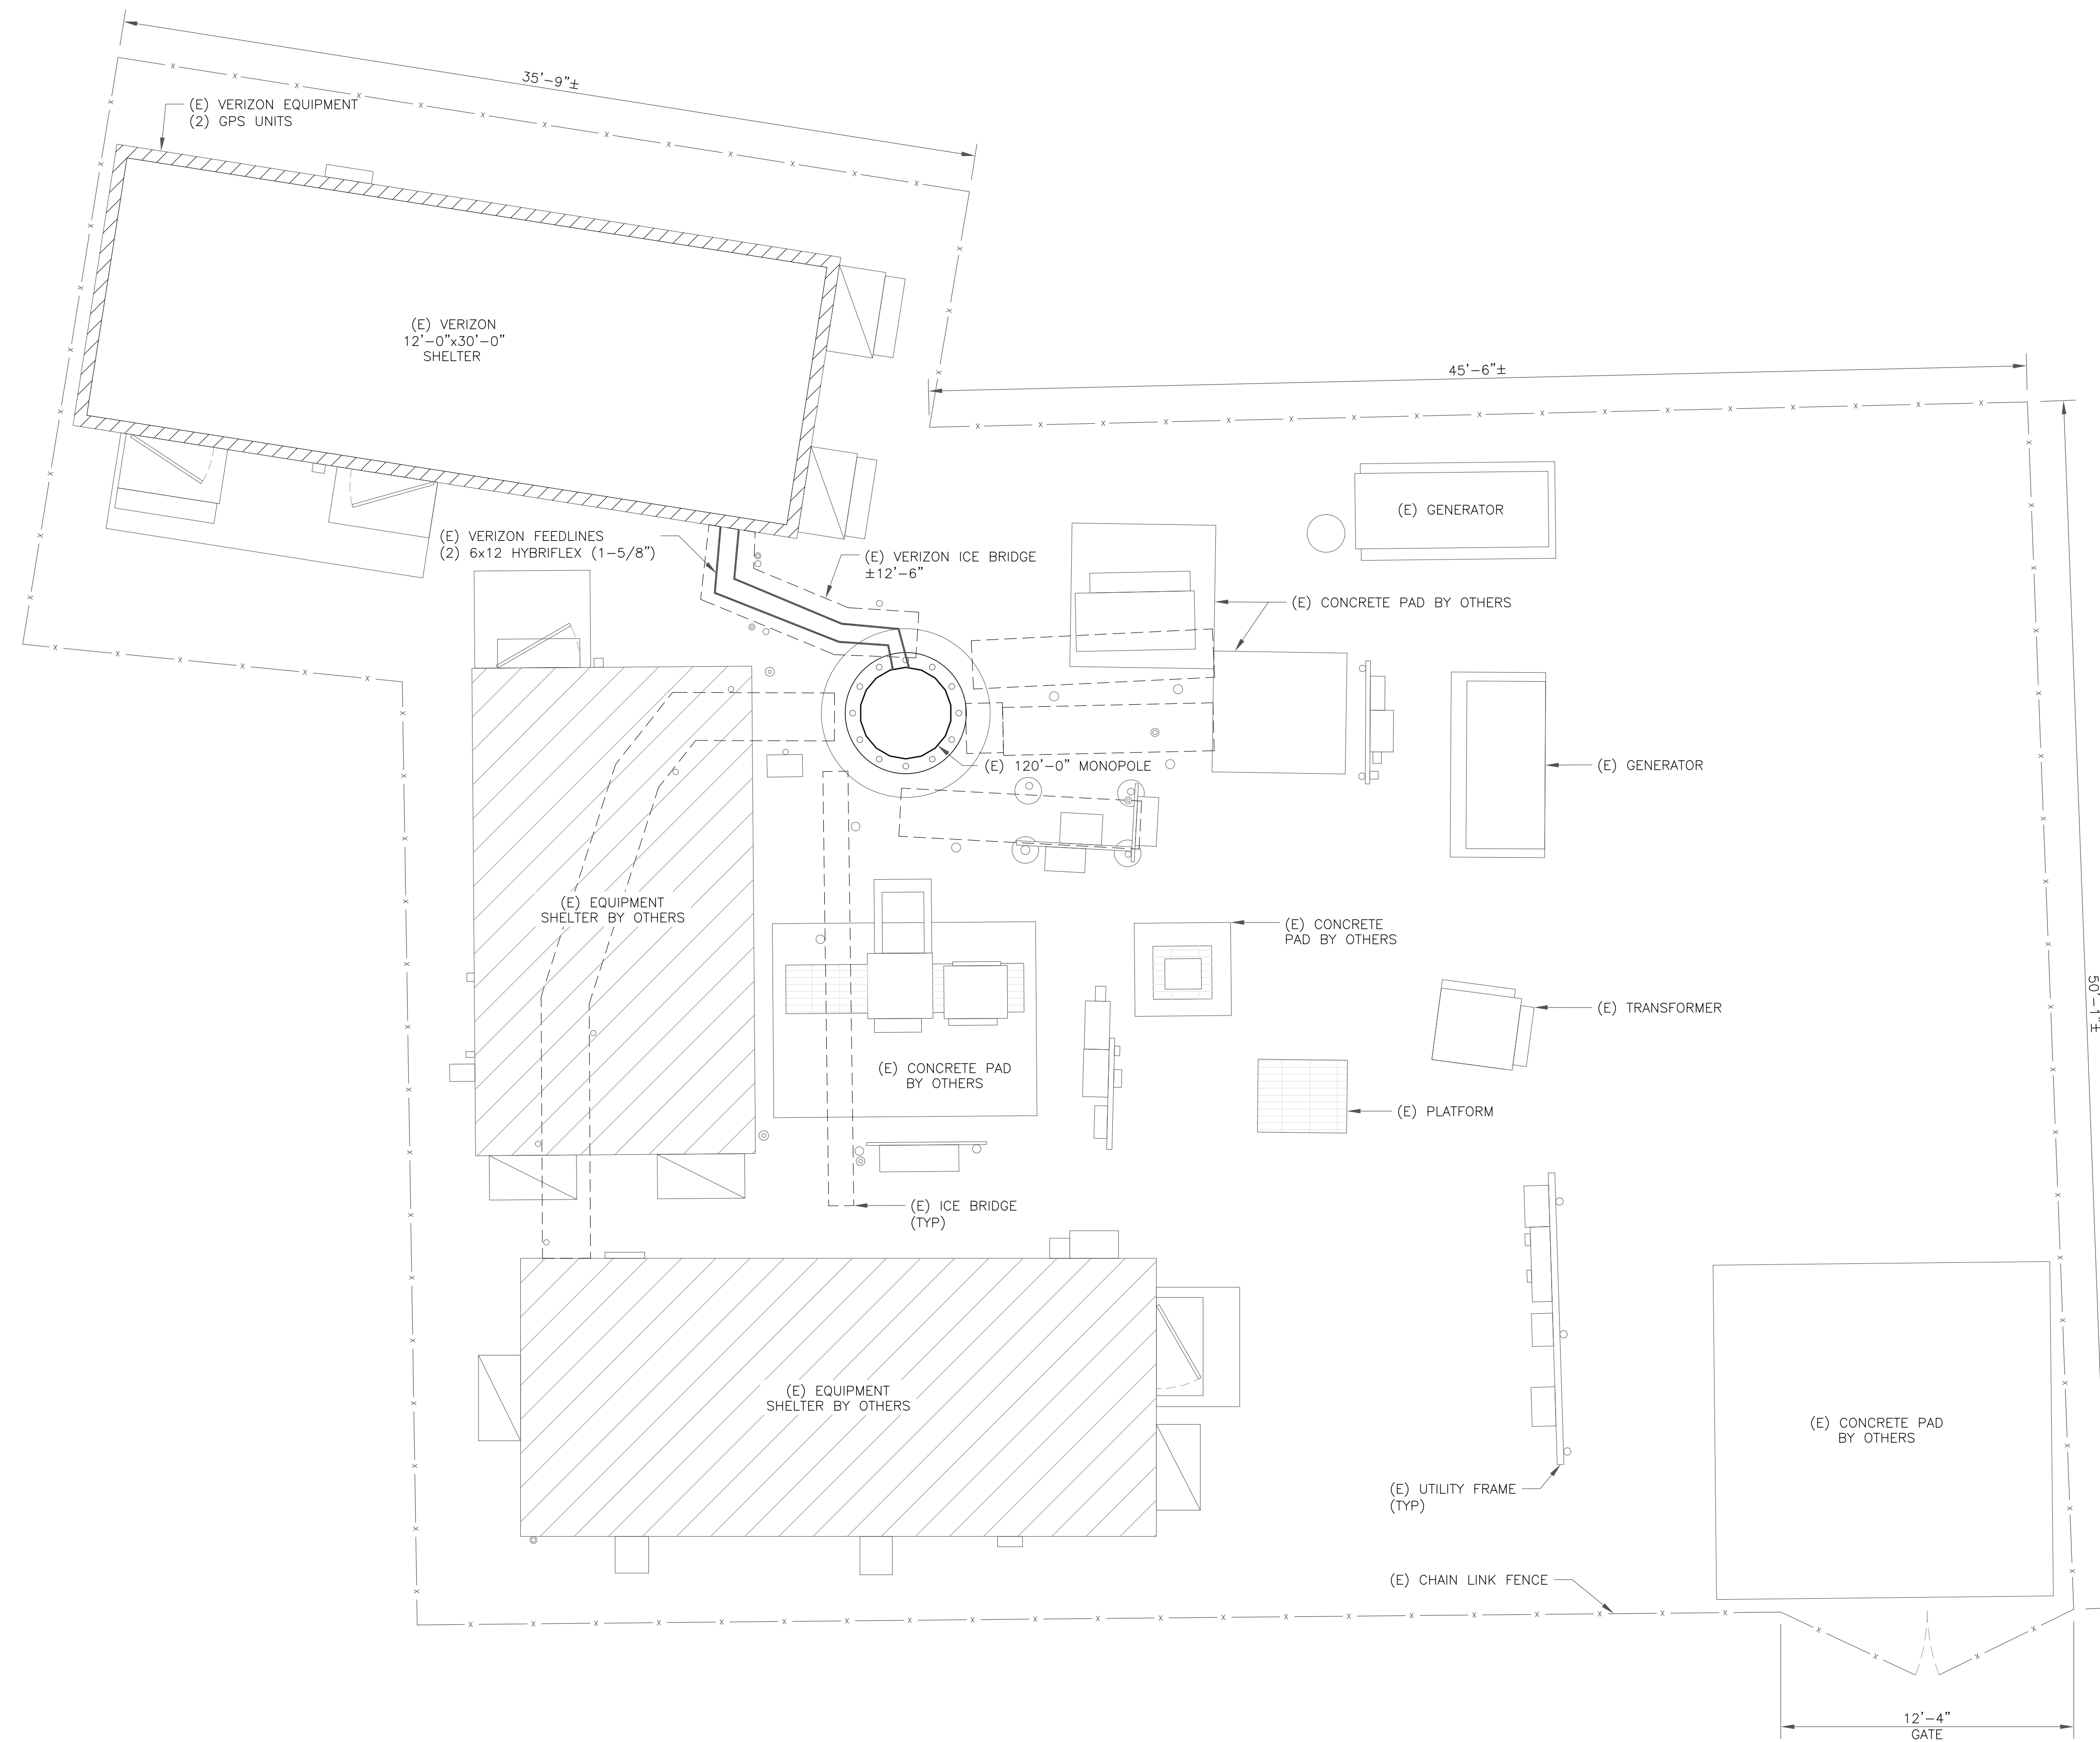 35'-9"±
(E) VERIZON EQUIPMENT
(2) GPS UNITS
(E) VERIZON
12'-0"x30'-0"
SHELTER
45'-6"±
(E) GENERATOR
(E) VERIZON FEEDLINES
(2) 6x12 HYBRIFLEX (1-5/8")
(E) VERIZON ICE BRIDGE
±12'-6"
(E) CONCRETE PAD BY OTHERS
(E) 120'-0" MONOPOLE
(E) GENERATOR
(E) EQUIPMENT
SHELTER BY OTHERS
(E) CONCRETE
PAD BY OTHERS
(E) TRANSFORMER
50'-1"±
(E) CONCRETE PAD
BY OTHERS
(E) PLATFORM
(E) ICE BRIDGE
(TYP)
(E) EQUIPMENT
SHELTER BY OTHERS
(E) CONCRETE PAD
BY OTHERS
(E) UTILITY FRAME
(TYP)
(E) CHAIN LINK FENCE
12'-4"
GATE